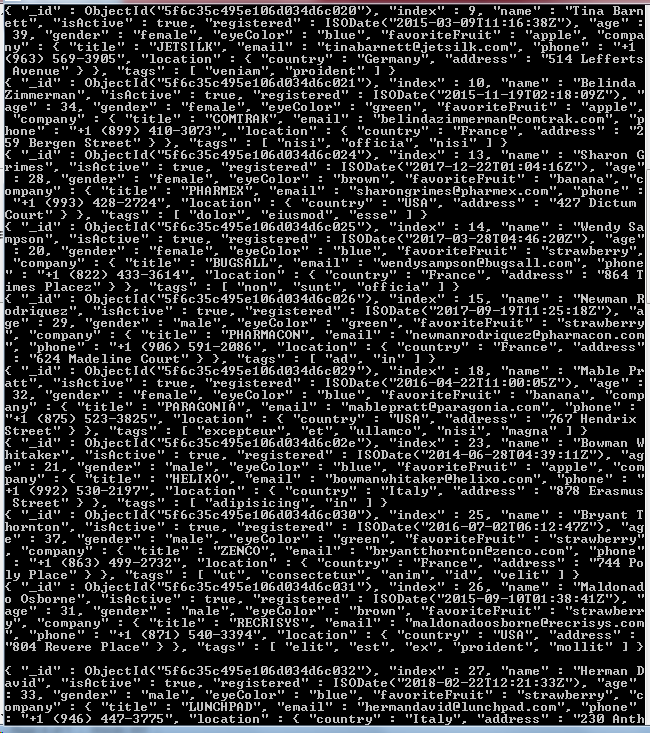 { "_id" : ObjectId("5f6c35c495e106d034d6c020"), "index" : 9, "name" : "Tina Barn
ett", "isActive" : true, "registered" : ISODate("2015-03-09T11:16:38Z"), "age" :
 39, "gender" : "female", "eyeColor" : "blue", "favoriteFruit" : "apple", "compa
ny" : { "title" : "JETSILK", "email" : "tinabarnett@jetsilk.com", "phone" : "+1
(963) 569-3905", "location" : { "country" : "Germany", "address" : "514 Lefferts
 Avenue" } }, "tags" : [ "veniam", "proident" ] }
{ "_id" : ObjectId("5f6c35c495e106d034d6c021"), "index" : 10, "name" : "Belinda
Zimmerman", "isActive" : true, "registered" : ISODate("2015-11-19T02:18:09Z"), "
age" : 34, "gender" : "female", "eyeColor" : "green", "favoriteFruit" : "apple",
 "company" : { "title" : "COMTRAK", "email" : "belindazimmerman@comtrak.com", "p
hone" : "+1 (899) 410-3073", "location" : { "country" : "France", "address" : "2
59 Bergen Street" } }, "tags" : [ "nisi", "officia", "nisi" ] }
{ "_id" : ObjectId("5f6c35c495e106d034d6c024"), "index" : 13, "name" : "Sharon G
rimes", "isActive" : true, "registered" : ISODate("2017-12-22T01:04:16Z"), "age"
 : 28, "gender" : "female", "eyeColor" : "brown", "favoriteFruit" : "banana", "c
ompany" : { "title" : "PHARMEX", "email" : "sharongrimes@pharmex.com", "phone" :
 "+1 (993) 428-2724", "location" : { "country" : "USA", "address" : "427 Dictum
Court" } }, "tags" : [ "dolor", "eiusmod", "esse" ] }
{ "_id" : ObjectId("5f6c35c495e106d034d6c025"), "index" : 14, "name" : "Wendy Sa
mpson", "isActive" : true, "registered" : ISODate("2017-03-28T04:46:20Z"), "age"
 : 20, "gender" : "female", "eyeColor" : "blue", "favoriteFruit" : "strawberry",
 "company" : { "title" : "BUGSALL", "email" : "wendysampson@bugsall.com", "phone
" : "+1 (822) 433-3614", "location" : { "country" : "France", "address" : "864 T
imes Placez" } }, "tags" : [ "non", "sunt", "officia" ] }
{ "_id" : ObjectId("5f6c35c495e106d034d6c026"), "index" : 15, "name" : "Newman R
odriquez", "isActive" : true, "registered" : ISODate("2017-09-19T11:25:18Z"), "a
ge" : 29, "gender" : "male", "eyeColor" : "green", "favoriteFruit" : "strawberry
", "company" : { "title" : "PHARMACON", "email" : "newmanrodriquez@pharmacon.com
", "phone" : "+1 (906) 591-2086", "location" : { "country" : "France", "address"
 : "624 Madeline Court" } }, "tags" : [ "ad", "in" ] }
{ "_id" : ObjectId("5f6c35c495e106d034d6c029"), "index" : 18, "name" : "Mable Pr
att", "isActive" : true, "registered" : ISODate("2016-04-22T11:00:05Z"), "age" :
 32, "gender" : "female", "eyeColor" : "blue", "favoriteFruit" : "banana", "comp
any" : { "title" : "PARAGONIA", "email" : "mablepratt@paragonia.com", "phone" :
"+1 (875) 523-3825", "location" : { "country" : "USA", "address" : "767 Hendrix
Street" } }, "tags" : [ "excepteur", "et", "ullamco", "nisi", "magna" ] }
{ "_id" : ObjectId("5f6c35c495e106d034d6c02e"), "index" : 23, "name" : "Bowman W
hitaker", "isActive" : true, "registered" : ISODate("2014-06-28T04:39:11Z"), "ag
e" : 21, "gender" : "male", "eyeColor" : "blue", "favoriteFruit" : "apple", "com
pany" : { "title" : "HELIXO", "email" : "bowmanwhitaker@helixo.com", "phone" : "
+1 (992) 530-2197", "location" : { "country" : "Italy", "address" : "878 Erasmus
 Street" } }, "tags" : [ "adipisicing", "in" ] }
{ "_id" : ObjectId("5f6c35c495e106d034d6c030"), "index" : 25, "name" : "Bryant T
hornton", "isActive" : true, "registered" : ISODate("2016-07-02T06:12:47Z"), "ag
e" : 37, "gender" : "male", "eyeColor" : "green", "favoriteFruit" : "strawberry"
, "company" : { "title" : "ZENCO", "email" : "bryantthornton@zenco.com", "phone"
 : "+1 (863) 499-2732", "location" : { "country" : "France", "address" : "744 Po
ly Place" } }, "tags" : [ "ut", "consectetur", "anim", "id", "velit" ] }
{ "_id" : ObjectId("5f6c35c495e106d034d6c031"), "index" : 26, "name" : "Maldonad
o Osborne", "isActive" : true, "registered" : ISODate("2015-09-10T01:38:41Z"), "
age" : 31, "gender" : "male", "eyeColor" : "brown", "favoriteFruit" : "strawberr
y", "company" : { "title" : "RECRISYS", "email" : "maldonadoosborne@recrisys.com
", "phone" : "+1 (871) 540-3394", "location" : { "country" : "USA", "address" :
"804 Revere Place" } }, "tags" : [ "elit", "est", "ex", "proident", "mollit" ] }
{ "_id" : ObjectId("5f6c35c495e106d034d6c032"), "index" : 27, "name" : "Herman D
avid", "isActive" : true, "registered" : ISODate("2018-02-22T12:21:33Z"), "age"
 : 33, "gender" : "male", "eyeColor" : "blue", "favoriteFruit" : "strawberry", "c
ompany" : { "title" : "LUNCHPAD", "email" : "hermandavid@lunchpad.com", "phone"
: "+1 (946) 447-3775", "location" : { "country" : "Italy", "address" : "230 Anth